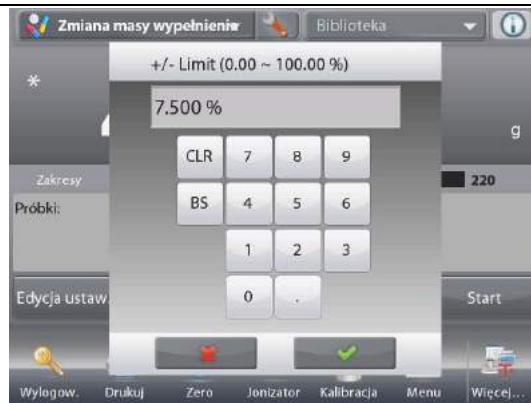 Zmiana masy wypełnienia Biblioteka
+/- Limit (0.00 ~ 100.00 %)
*
7.500 %
g
CLR 7 8 9
Zakresy 220
Próbki:
BS 4 5 6
1 2 3
Edycja ustaw. 0 . Start
Wylogow. Drukuj Zero Jonizator Kalibracja Menu Więcej...